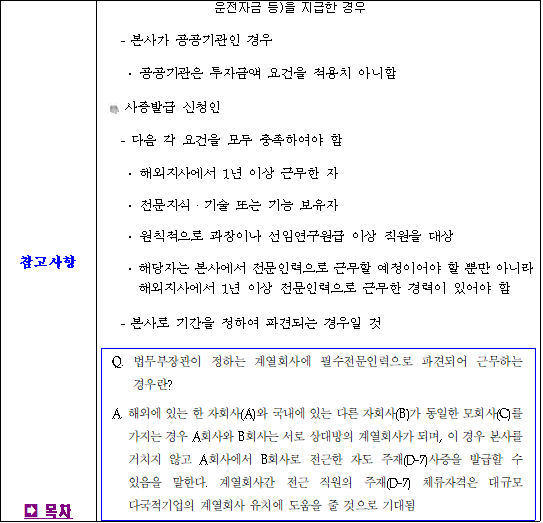 운전자금 등)을 지급한 경우
- 본사가 공공기관인 경우
· 공공기관은 투자금액 요건을 적용치 아니함
사증발급 신청인
- 다음 각 요건을 모두 충족하여야 함
· 해외지사에서 1년 이상 근무한 자
· 전문지식 · 기술 또는 기능 보유자
· 원칙적으로 과장이나 선임연구원급 이상 직원을 대상
참고사항
· 해당자는 본사에서 전문인력으로 근무할 예정이어야 할 뿐만 아니라
해외지사에서 1년 이상 전문인력으로 근무한 경력이 있어야 함
- 본사로 기간을 정하여 파견되는 경우일 것
Q. 법무부장관이 정하는 계열회사에 필수전문인력으로 파견되어 근무하는
경우란?
A. 해외에 있는 한 자회사(A)와 국내에 있는 다른 자회사(B)가 동일한 모회사(C)를
가지는 경우 A회사와 B회사는 서로 상대방의 계열회사가 되며, 이 경우 본사를
거치지 않고 A회사에서 B회사로 전근한 자도 주재(D-7)사증을 발급할 수
있음을 말한다. 계열회사간 전근 직원의 주재(D-7) 체류자격은 대규모
다국적기업의 계열회사 유치에 도움을 줄 것으로 기대됨
목차